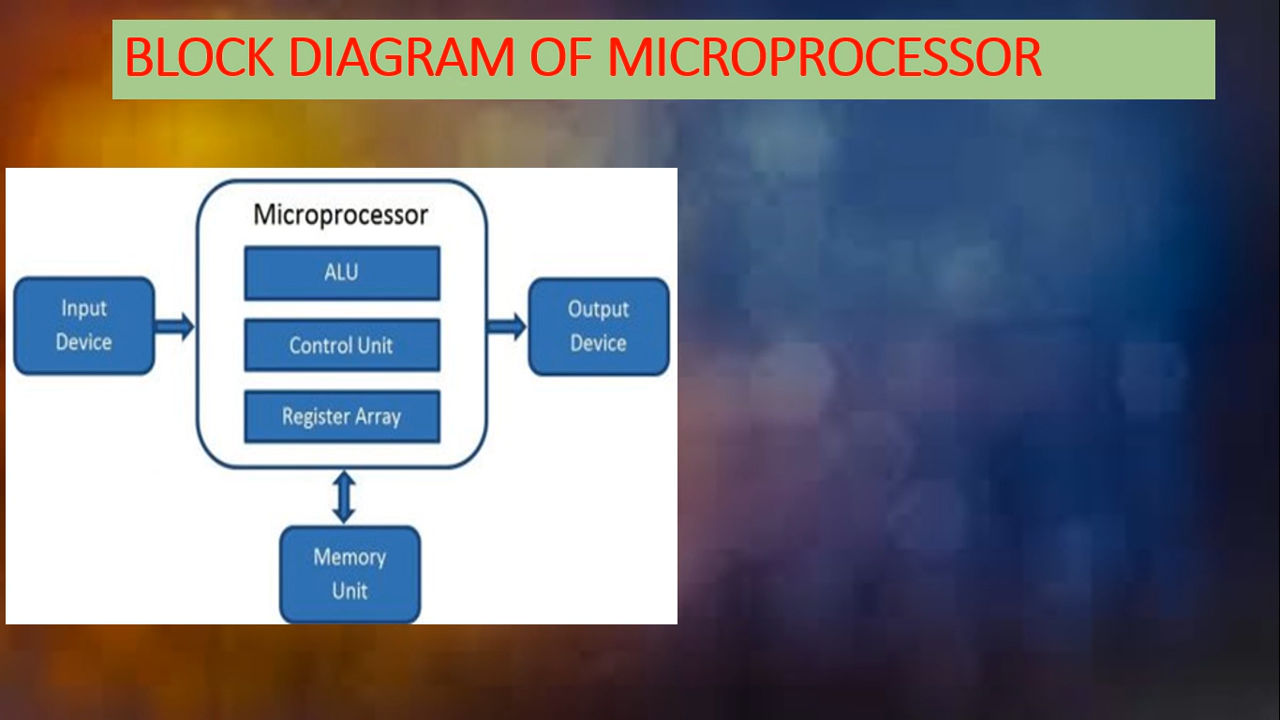 BLOCK DIAGRAM OF MICROPROCESSOR
Microprocessor
ALU
Input
Device
Control Unit
Output
Device
Register Array
Memory
Unit